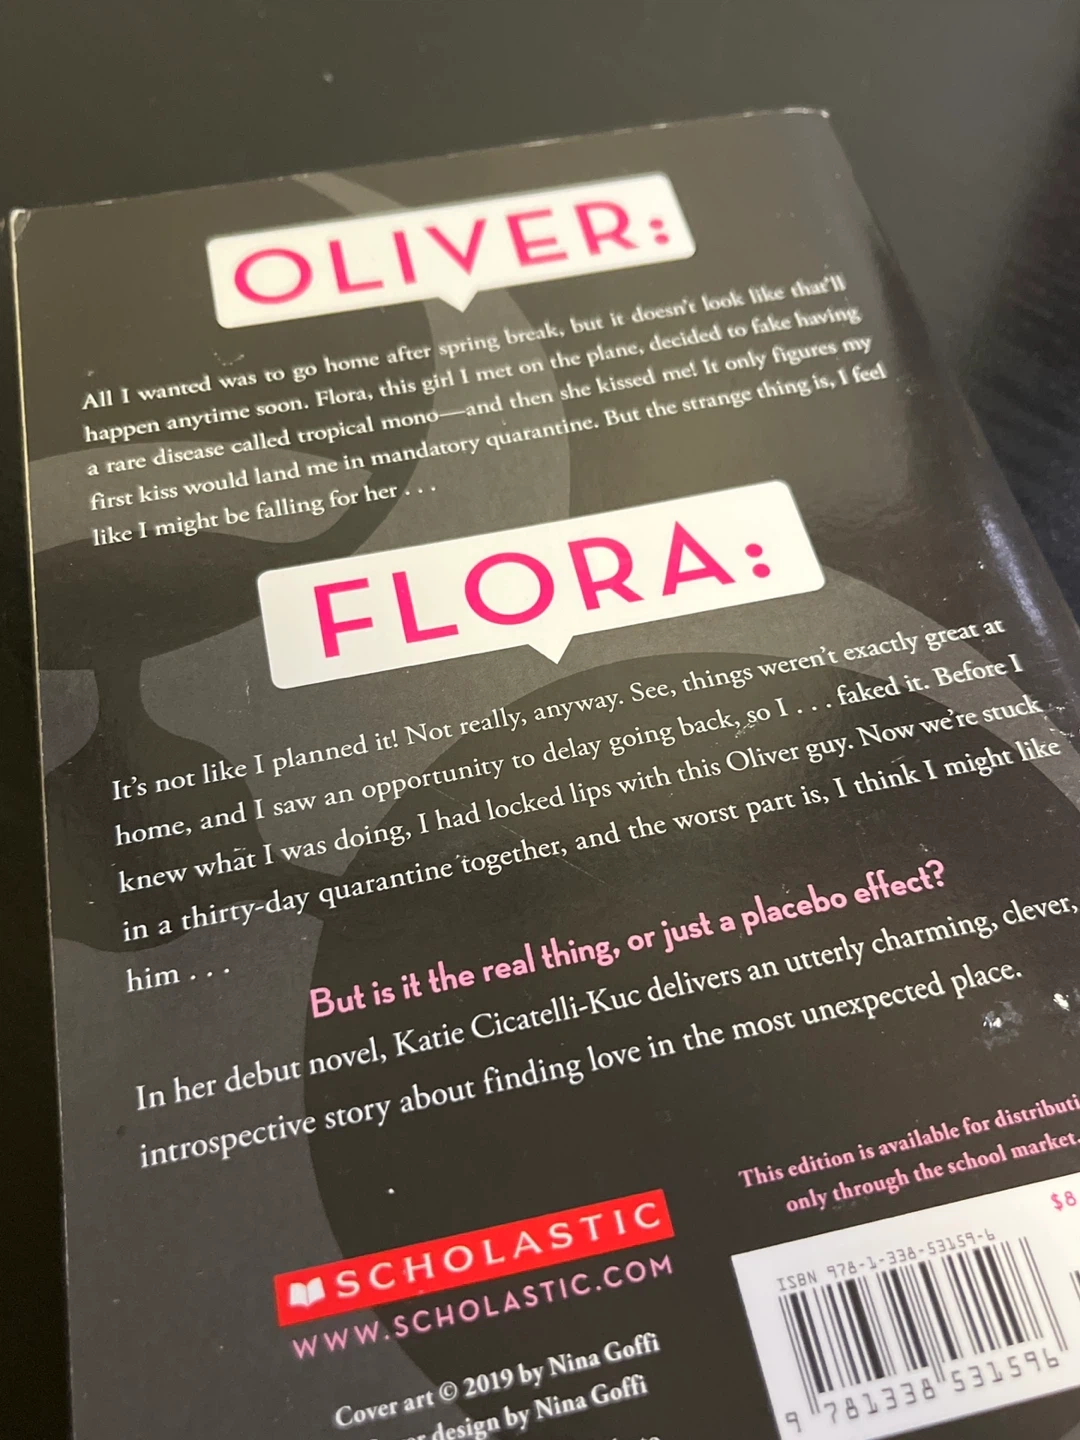 OLIVER:
All I wanted was to go home after spring break, but it doesn't look like that'll
happen anytime soon. Flora, this girl I met on the plane, decided to fake having
a rare disease called tropical mono—and then she kissed me! It only figures my
first kiss would land me in mandatory quarantine. But the strange thing is, I feel
like I might be falling for her . . .
FLORA:
It's not like I planned it! Not really, anyway. See, things weren't exactly great at
home, and I saw an opportunity to delay going back, so I . . . faked it. Before I
knew what I was doing, I had locked lips with this Oliver guy. Now we're stuck
in a thirty-day quarantine together, and the worst part is, I think I might like
him . . .
But is it the real thing, or just a placebo effect?
In her debut novel, Katie Cicatelli-Kuc delivers an utterly charming, clever,
introspective story about finding love in the most unexpected place.
This edition is available for
only through the school market.
$8
SCHOLASTIC
WWW.SCHOLASTIC.COM
ISBN 978-1-338-53159-6
9 781338 531596
Cover art © 2019 by Nina Goffi
design by Nina Goffi